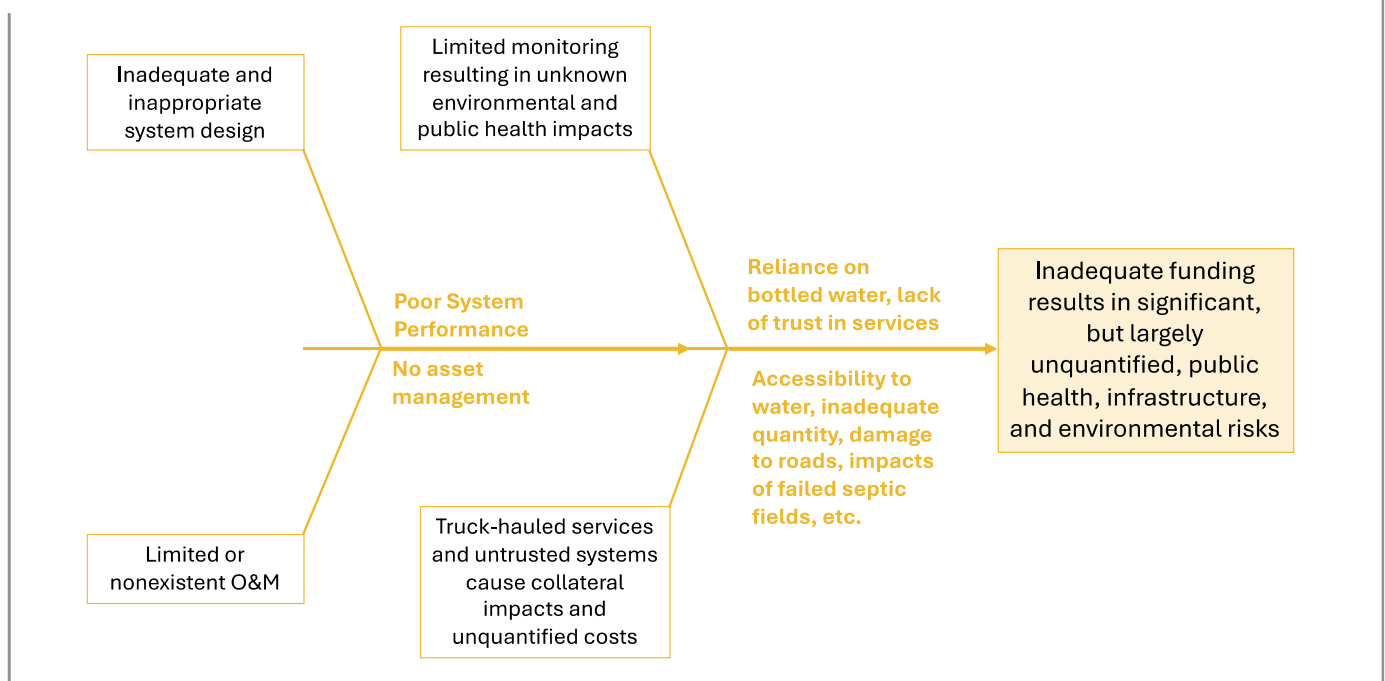 Inadequate and
inappropriate
system design
Limited monitoring
resulting in unknown
environmental and
public health impacts
Poor System
Performance
No asset
management
Reliance on
bottled water, lack
of trust in services
Accessibility to
water, inadequate
quantity, damage
to roads, impacts
of failed septic
fields, etc.
Inadequate funding
results in significant,
but largely
unquantified, public
health, infrastructure,
and environmental risks
Limited or
nonexistent O&M
Truck-hauled services
and untrusted systems
cause collateral
impacts and
unquantified costs